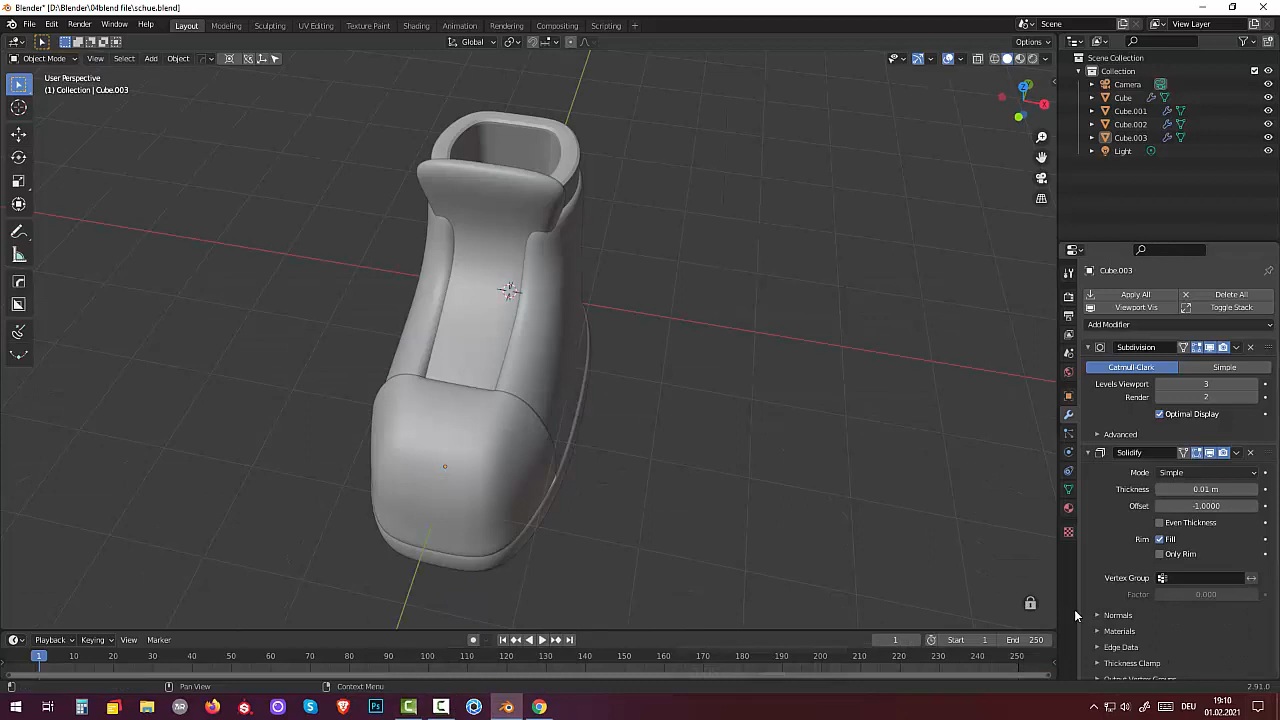 Blender* [D:\Blender\04blend file\schue.blend]
File Edit Render Window Help Layout Modeling Sculpting UV Editing Texture Paint Shading Animation Rendering Compositing Scripting + Scene View Layer
Global Options
Object Mode View Select Add Object
User Perspective
(1) Collection | Cube.003
Scene Collection
Collection
Camera
Cube
Cube.001
Cube.002
Cube.003
Light
X
Z
Cube.003
Apply All Delete All
Viewport Vis Toggle Stack
Add Modifier
Subdivision
Catmull-Clark Simple
Levels Viewport 3
Render 2
Optimal Display
Advanced
Solidify
Mode Simple
Thickness 0.01 m
Offset -1.0000
Even Thickness
Rim Fill
Only Rim
Vertex Group
Factor 0.000
Normals
Materials
Edge Data
Thickness Clamp
Output Vertex Groups
Playback Keying View Marker 1 Start 1 End 250
1 10 20 30 40 50 60 70 80 90 100 110 120 130 140 150 160 170 180 190 200 210 220 230 240 250
Pan View Context Menu 2.91.0
DEU 19:10
01.02.2021